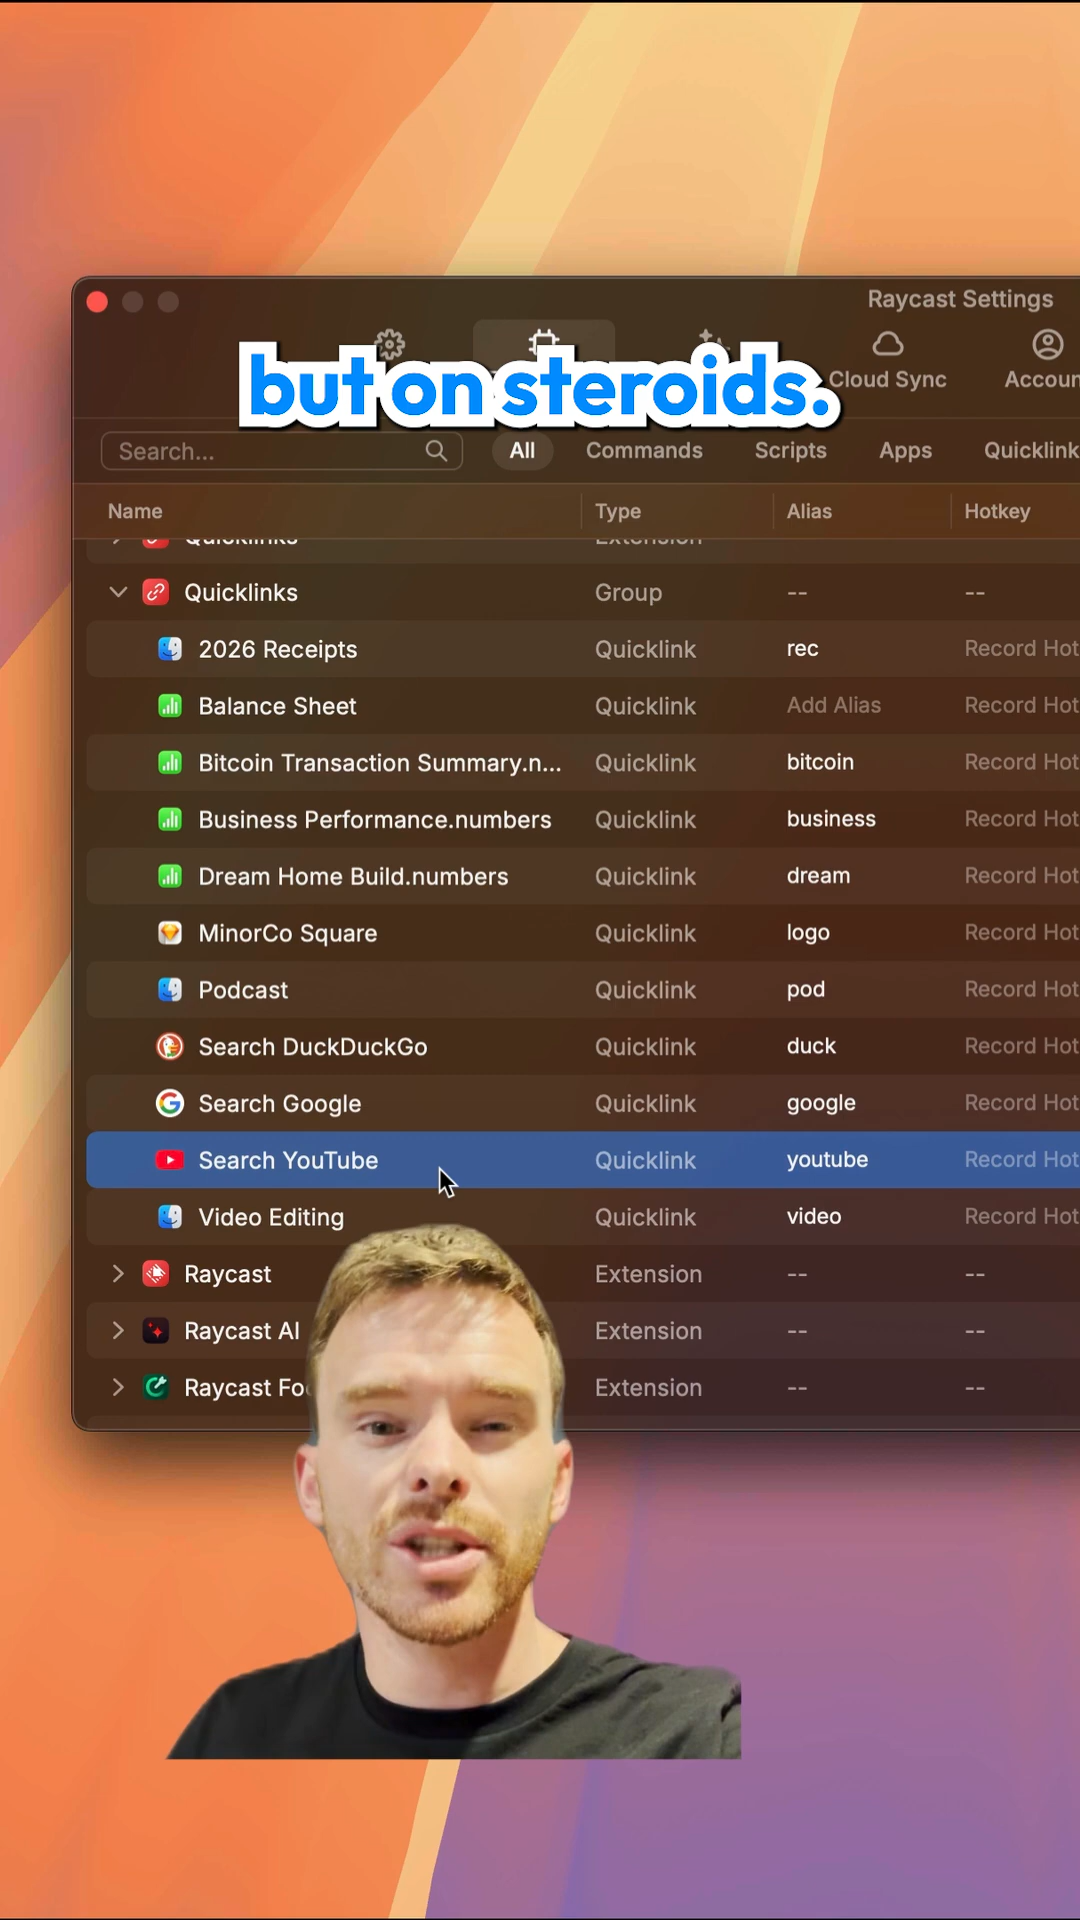 Raycast Settings
but on steroids.
Cloud Sync
Accoun
Search...
All
Commands
Scripts
Apps
Quicklink
Name
Type
Alias
Hotkey
Quicklinks
Extension
Quicklinks
Group
--
--
2026 Receipts
Quicklink
rec
Record Hot
Balance Sheet
Quicklink
Add Alias
Record Hot
Bitcoin Transaction Summary.n...
Quicklink
bitcoin
Record Hot
Business Performance.numbers
Quicklink
business
Record Hot
Dream Home Build.numbers
Quicklink
dream
Record Hot
MinorCo Square
Quicklink
logo
Record Hot
Podcast
Quicklink
pod
Record Hot
Search DuckDuckGo
Quicklink
duck
Record Hot
Search Google
Quicklink
google
Record Hot
Search YouTube
Quicklink
youtube
Record Hot
Video Editing
Quicklink
video
Record Hot
Raycast
Extension
--
--
Raycast AI
Extension
--
--
Raycast Fo
Extension
--
--